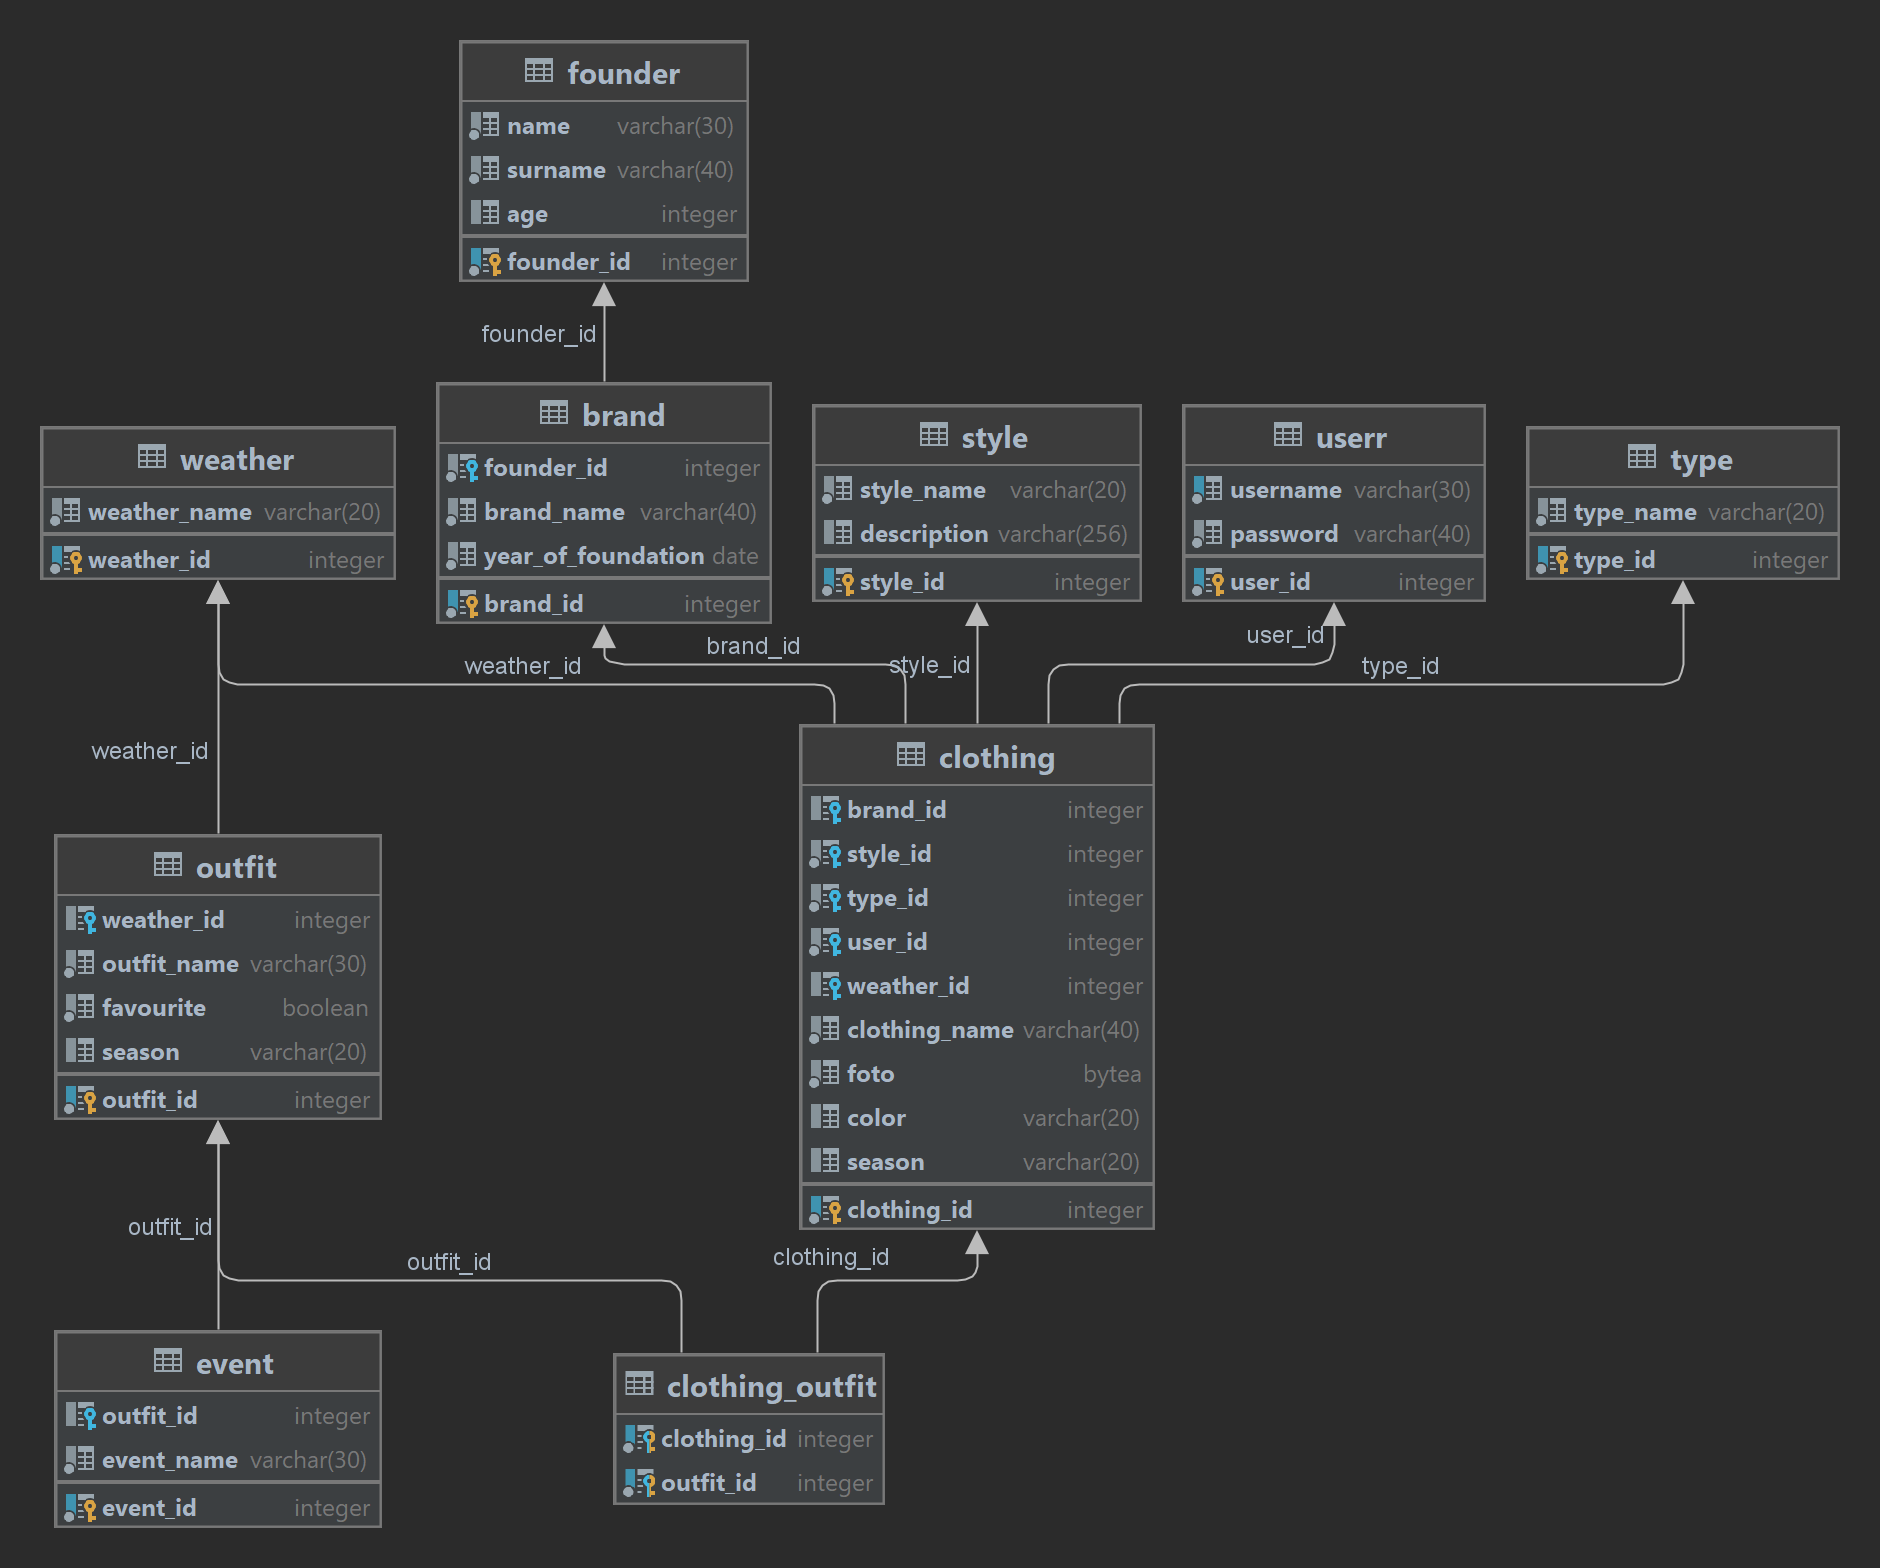 founder
name varchar(30)
surname varchar(40)
age integer
founder_id integer
founder_id
brand
founder_id integer
brand_name varchar(40)
year_of_foundation date
brand_id integer
style
style_name varchar(20)
description varchar(256)
style_id integer
userr
username varchar(30)
password varchar(40)
user_id integer
weather
weather_name varchar(20)
weather_id integer
type
type_name varchar(20)
type_id integer
weather_id
brand_id
style_id
user_id
type_id
weather_id
clothing
brand_id integer
style_id integer
type_id integer
user_id integer
weather_id integer
clothing_name varchar(40)
foto bytea
color varchar(20)
season varchar(20)
clothing_id integer
outfit
weather_id integer
outfit_name varchar(30)
favourite boolean
season varchar(20)
outfit_id integer
outfit_id
outfit_id
clothing_id
event
outfit_id integer
event_name varchar(30)
event_id integer
clothing_outfit
clothing_id integer
outfit_id integer